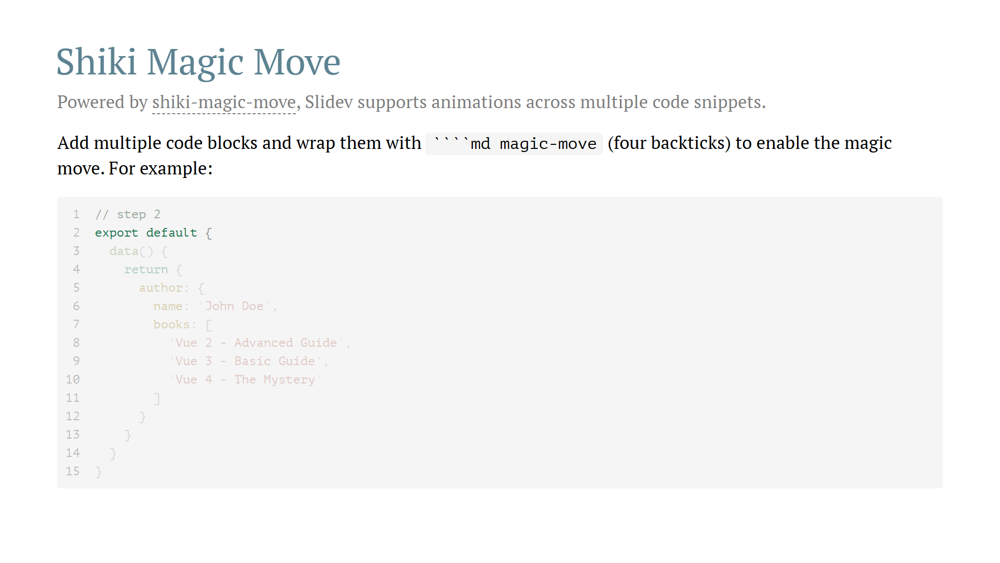 Shiki Magic Move
Powered by shiki-magic-move, Slidev supports animations across multiple code snippets.
Add multiple code blocks and wrap them with ````md magic-move (four backticks) to enable the magic
move. For example:
1 // step 2
2 export default {
3   data() {
4     return {
5       author: {
6         name: 'John Doe',
7         books: [
8           'Vue 2 - Advanced Guide',
9           'Vue 3 - Basic Guide',
10           'Vue 4 - The Mystery'
11         ]
12       }
13     }
14   }
15 }